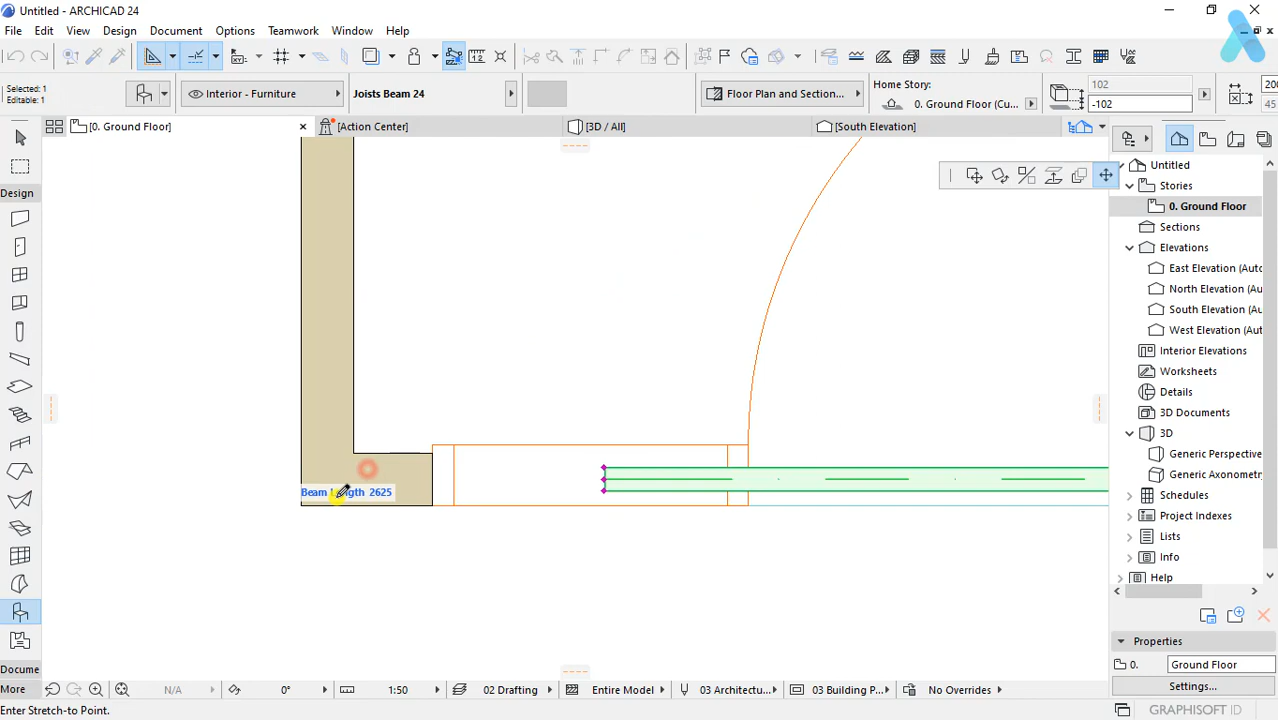 Untitled - ARCHICAD 24
File Edit View Design Document Options Teamwork Window Help
Selected: 1
Editable: 1
Interior - Furniture
Joists Beam 24
Floor Plan and Section...
Home Story:
0. Ground Floor (Cu...
102
-102
200
45
[0. Ground Floor]
[Action Center]
[3D / All]
[South Elevation]
Design
Untitled
Stories
0. Ground Floor
Sections
Elevations
East Elevation (Auto
North Elevation (Aut
South Elevation (Aut
West Elevation (Aut
Interior Elevations
Worksheets
Details
3D Documents
3D
Generic Perspective
Generic Axonometr
Schedules
Project Indexes
Lists
Info
Help
Beam Length 2625
Properties
0.
Ground Floor
Settings...
Docume
More
N/A
0°
1:50
02 Drafting
Entire Model
03 Architectu...
03 Building P...
No Overrides
Enter Stretch-to Point.
GRAPHISOFT ID